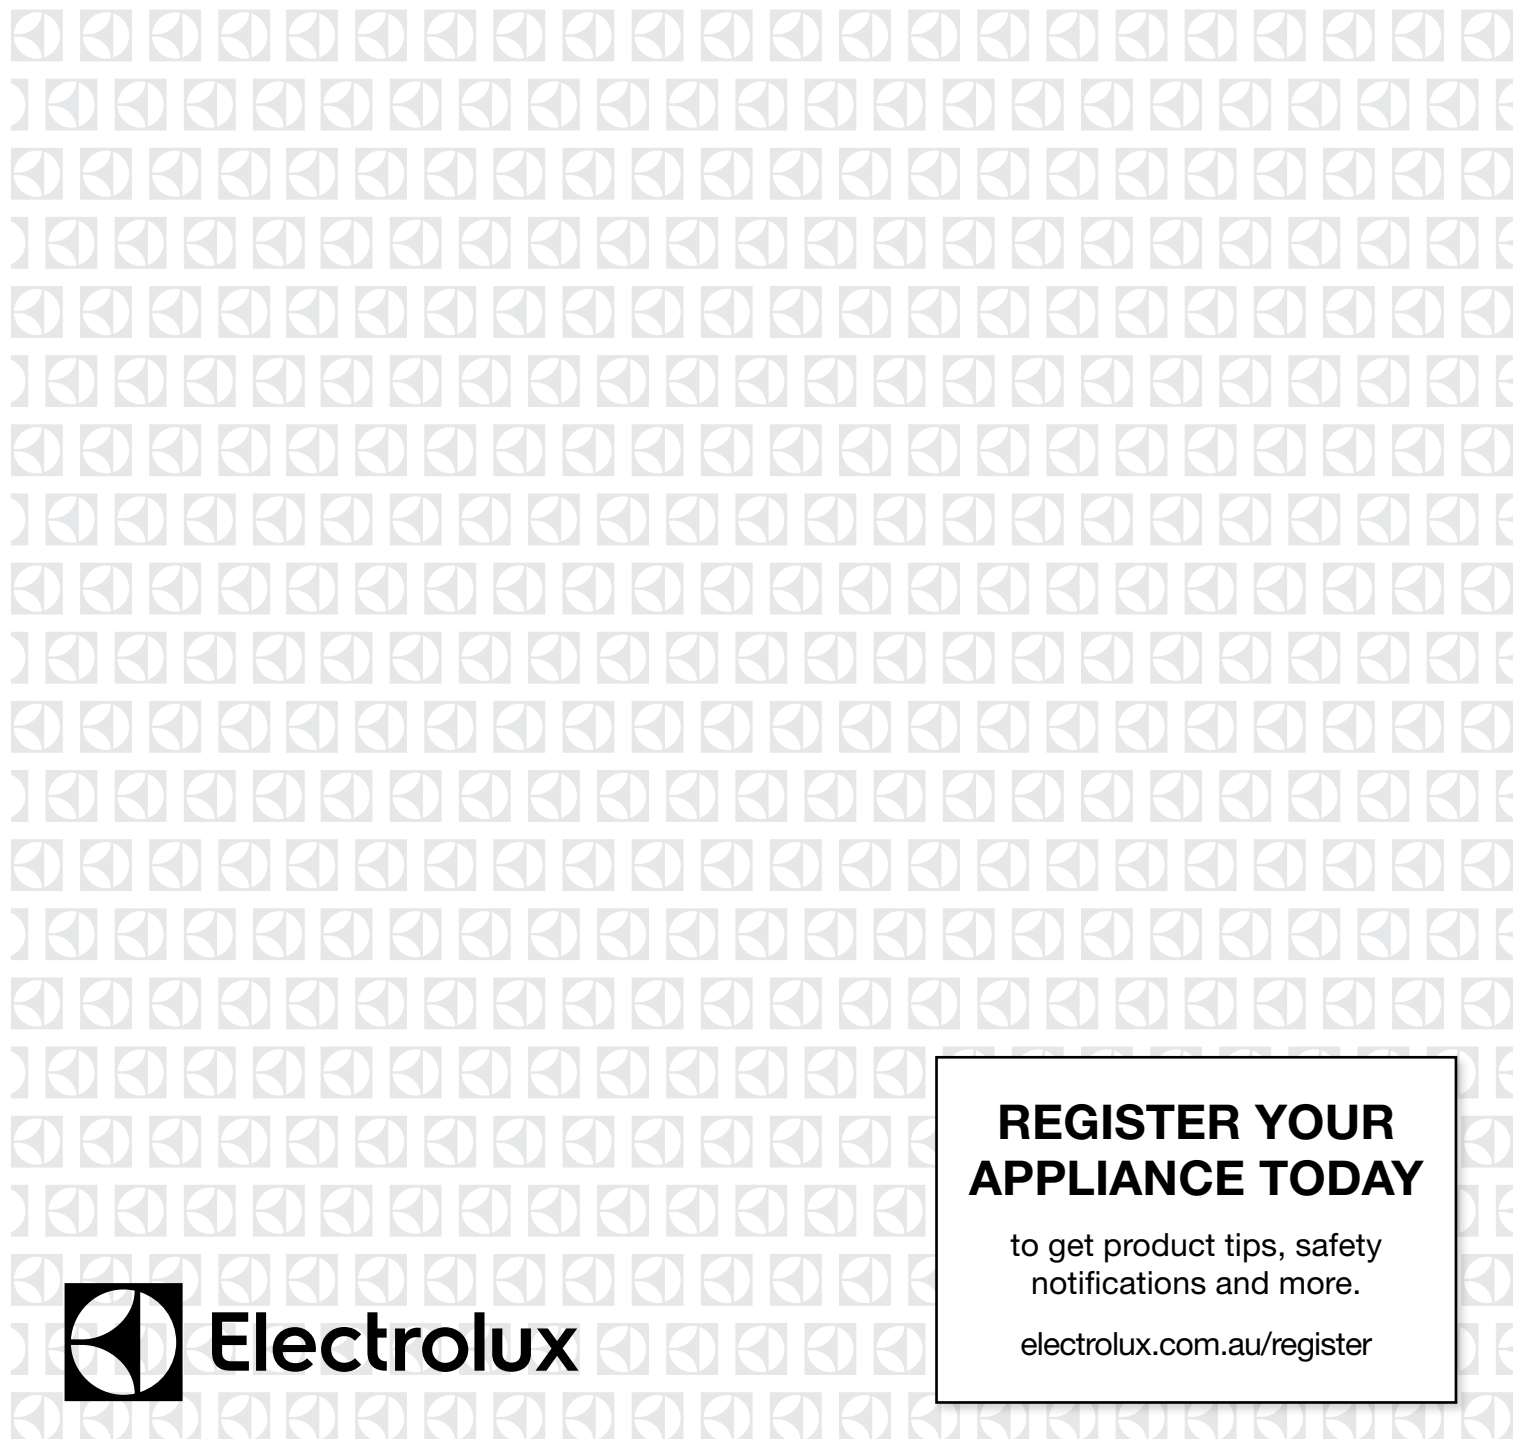 REGISTER YOUR
APPLIANCE TODAY
to get product tips, safety
notifications and more.
electrolux.com.au/register
Electrolux